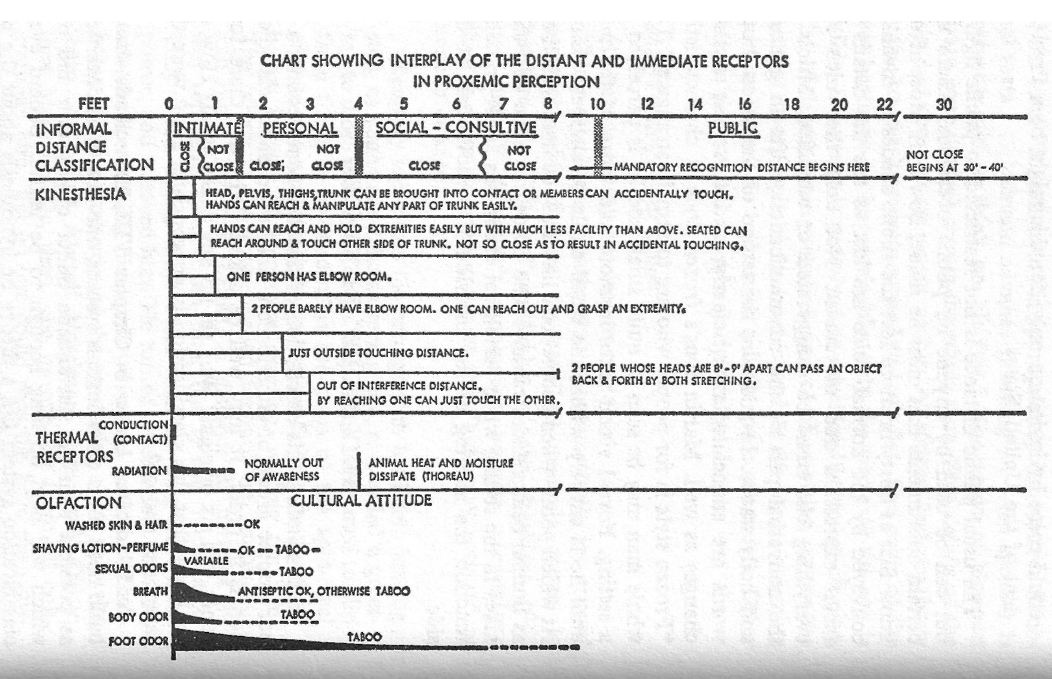 CHART SHOWING INTERPLAY OF THE DISTANT AND IMMEDIATE RECEPTORS
IN PROXEMIC PERCEPTION
FEET 0 1 2 3 4 5 6 7 8 10 12 14 16 18 20 22 30
INFORMAL
DISTANCE
CLASSIFICATION
INTIMATE PERSONAL SOCIAL – CONSULTIVE PUBLIC
CLOSE
NOT
CLOSE
CLOSE
NOT
CLOSE
CLOSE
NOT
CLOSE
MANDATORY RECOGNITION DISTANCE BEGINS HERE
NOT CLOSE
BEGINS AT 30' – 40'
KINESTHESIA
HEAD, PELVIS, THIGHS, TRUNK CAN BE BROUGHT INTO CONTACT OR MEMBERS CAN ACCIDENTALLY TOUCH.
HANDS CAN REACH & MANIPULATE ANY PART OF TRUNK EASILY.
HANDS CAN REACH AND HOLD EXTREMITIES EASILY BUT WITH MUCH LESS FACILITY THAN ABOVE. SEATED CAN
REACH AROUND & TOUCH OTHER SIDE OF TRUNK. NOT SO CLOSE AS TO RESULT IN ACCIDENTAL TOUCHING.
ONE PERSON HAS ELBOW ROOM.
2 PEOPLE BARELY HAVE ELBOW ROOM. ONE CAN REACH OUT AND GRASP AN EXTREMITY.
JUST OUTSIDE TOUCHING DISTANCE.
2 PEOPLE WHOSE HEADS ARE 8' – 9' APART CAN PASS AN OBJECT
BACK & FORTH BY BOTH STRETCHING.
OUT OF INTERFERENCE DISTANCE.
BY REACHING ONE CAN JUST TOUCH THE OTHER.
THERMAL
RECEPTORS
CONDUCTION
(CONTACT)
RADIATION
NORMALLY OUT
OF AWARENESS
ANIMAL HEAT AND MOISTURE
DISSIPATE (THOREAU)
OLFACTION CULTURAL ATTITUDE
WASHED SKIN & HAIR OK
SHAVING LOTION-PERFUME OK TABOO
SEXUAL ODORS VARIABLE TABOO
BREATH ANTISEPTIC OK, OTHERWISE TABOO
BODY ODOR TABOO
FOOT ODOR TABOO